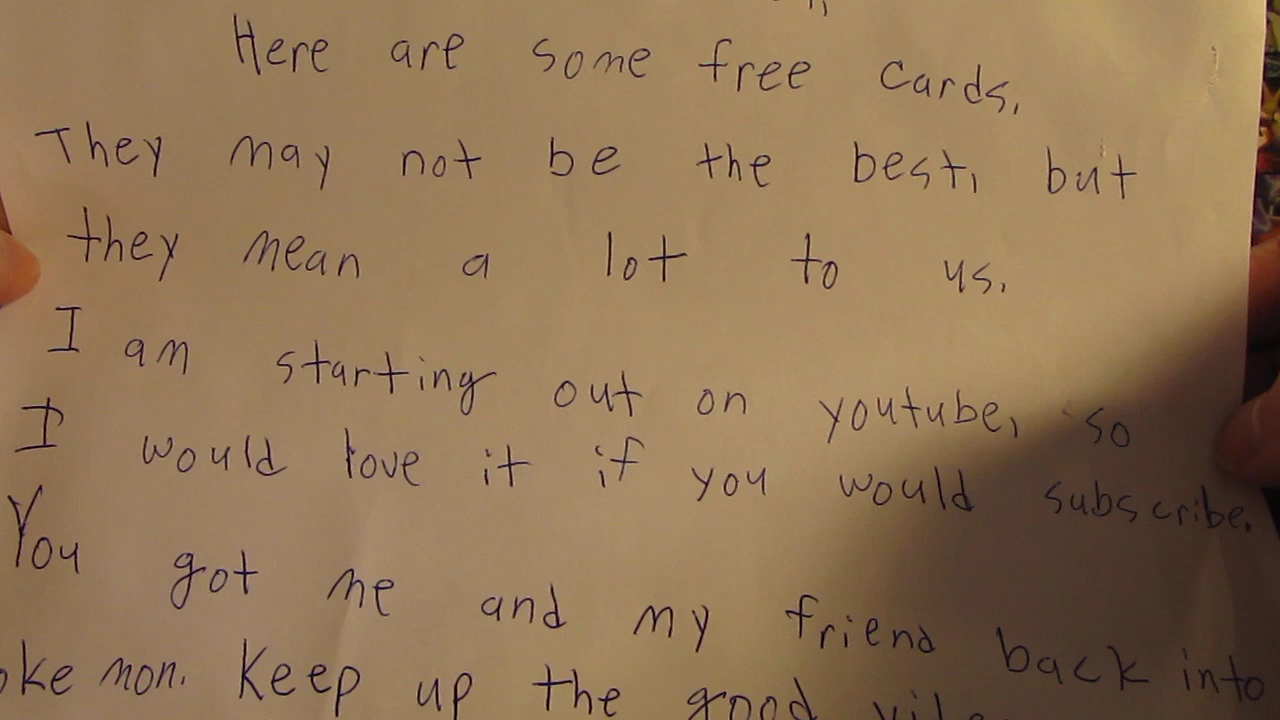 Here are some free cards.
They may not be the best, but
they mean a lot to us.
I am starting out on youtube, so
I would love it if you would subscribe.
You got me and my friend back into
oke mon. Keep up the good